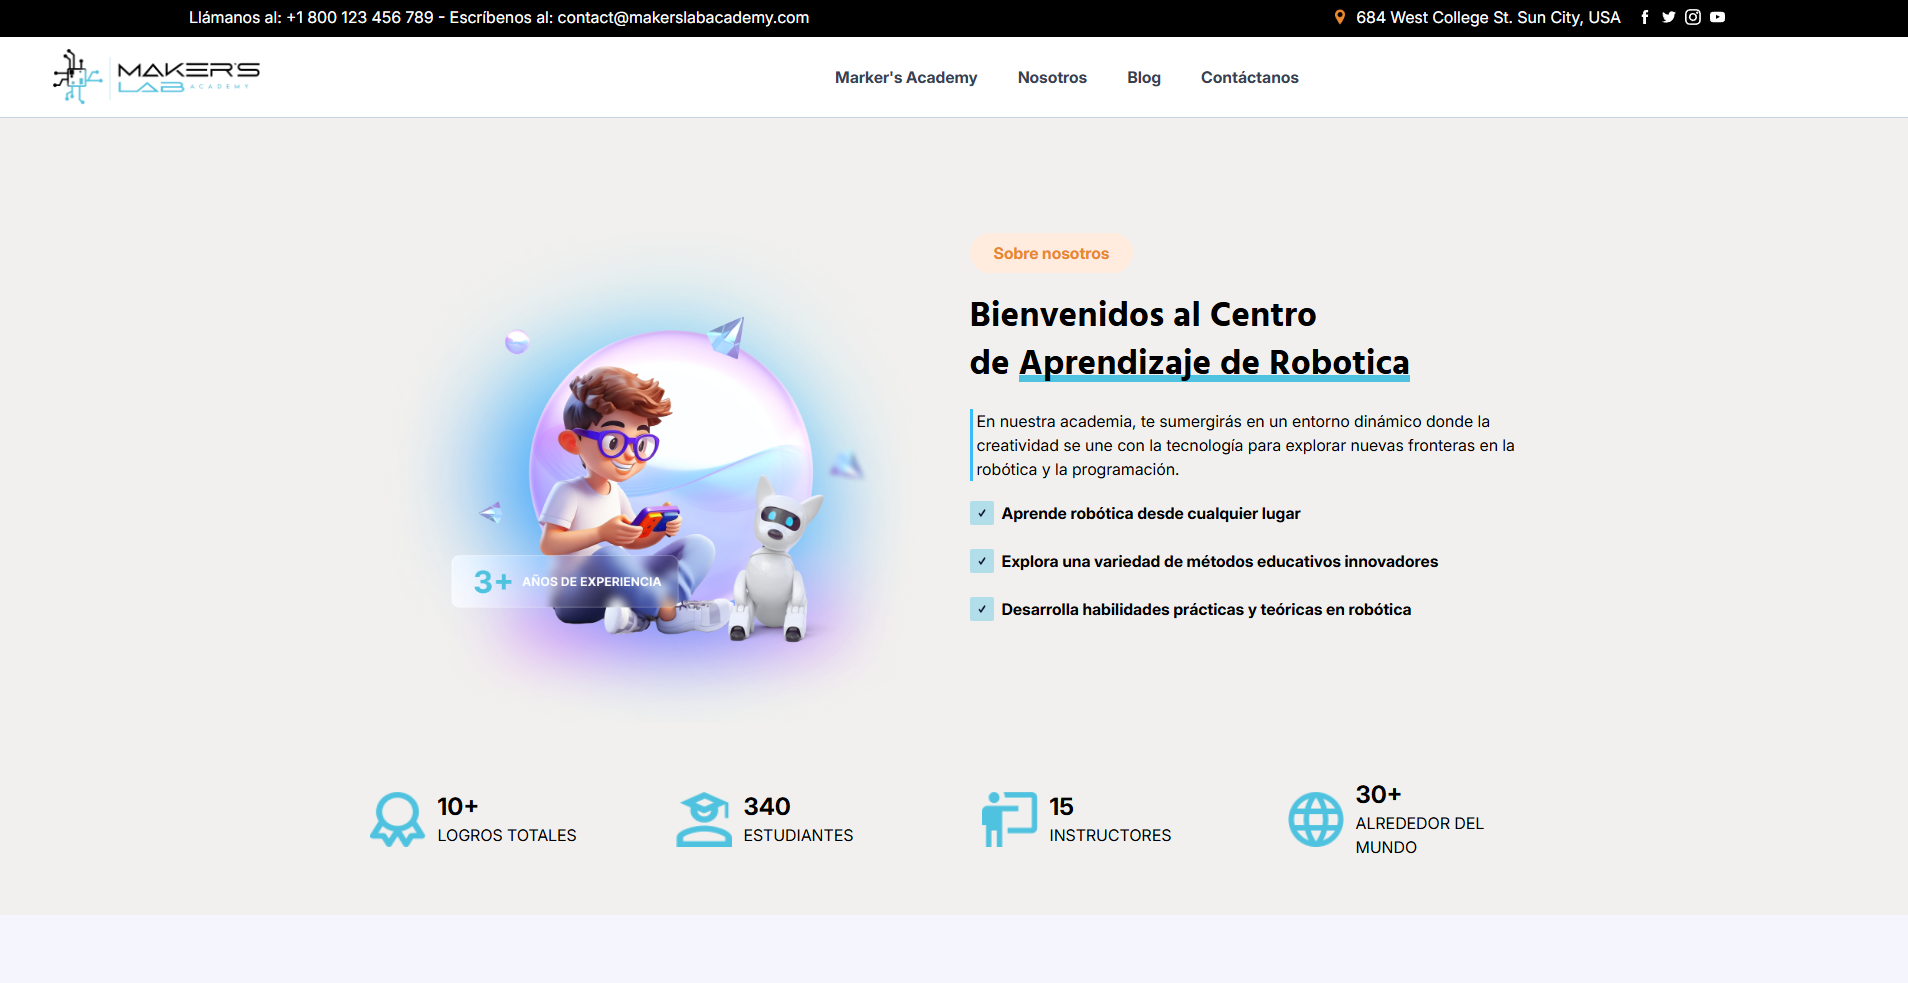 Llámanos al: +1 800 123 456 789 - Escríbenos al: contact@makerslabacademy.com
684 West College St. Sun City, USA
MAKER'S
LAB ACADEMY
Marker's Academy
Nosotros
Blog
Contáctanos
Sobre nosotros
Bienvenidos al Centro
de Aprendizaje de Robotica
En nuestra academia, te sumergirás en un entorno dinámico donde la
creatividad se une con la tecnología para explorar nuevas fronteras en la
robótica y la programación.
Aprende robótica desde cualquier lugar
Explora una variedad de métodos educativos innovadores
Desarrolla habilidades prácticas y teóricas en robótica
3+ AÑOS DE EXPERIENCIA
10+
LOGROS TOTALES
340
ESTUDIANTES
15
INSTRUCTORES
30+
ALREDEDOR DEL
MUNDO